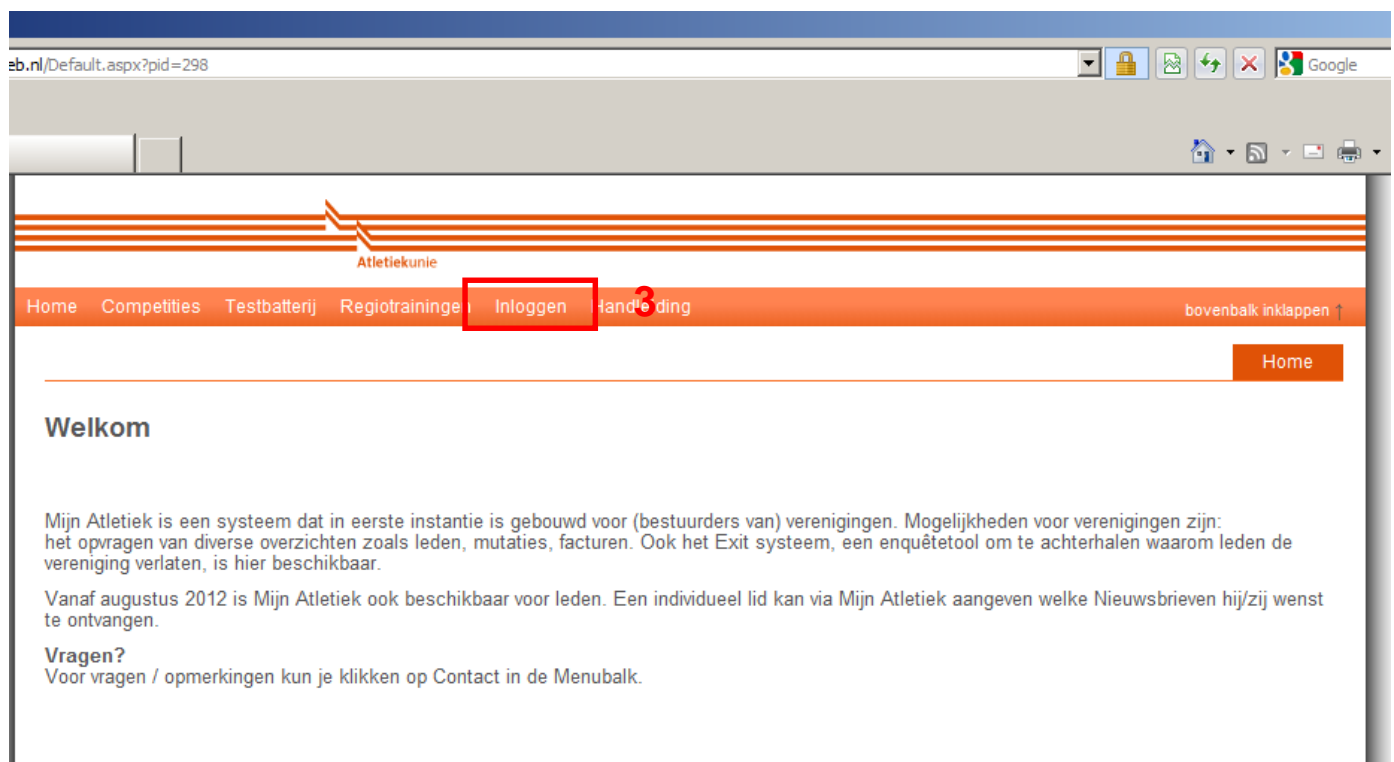 eb.nl/Default.aspx?pid=298
Google
Atletiekunie
Home Competities Testbatterij Regiotrainingen Inloggen Handleiding
3
bovenbalk inklappen ↑
Home
Welkom
Mijn Atletiek is een systeem dat in eerste instantie is gebouwd voor (bestuurders van) verenigingen. Mogelijkheden voor verenigingen zijn:
het opvragen van diverse overzichten zoals leden, mutaties, facturen. Ook het Exit systeem, een enquêtetool om te achterhalen waarom leden de
vereniging verlaten, is hier beschikbaar.
Vanaf augustus 2012 is Mijn Atletiek ook beschikbaar voor leden. Een individueel lid kan via Mijn Atletiek aangeven welke Nieuwsbrieven hij/zij wenst
te ontvangen.
Vragen?
Voor vragen / opmerkingen kun je klikken op Contact in de Menubalk.